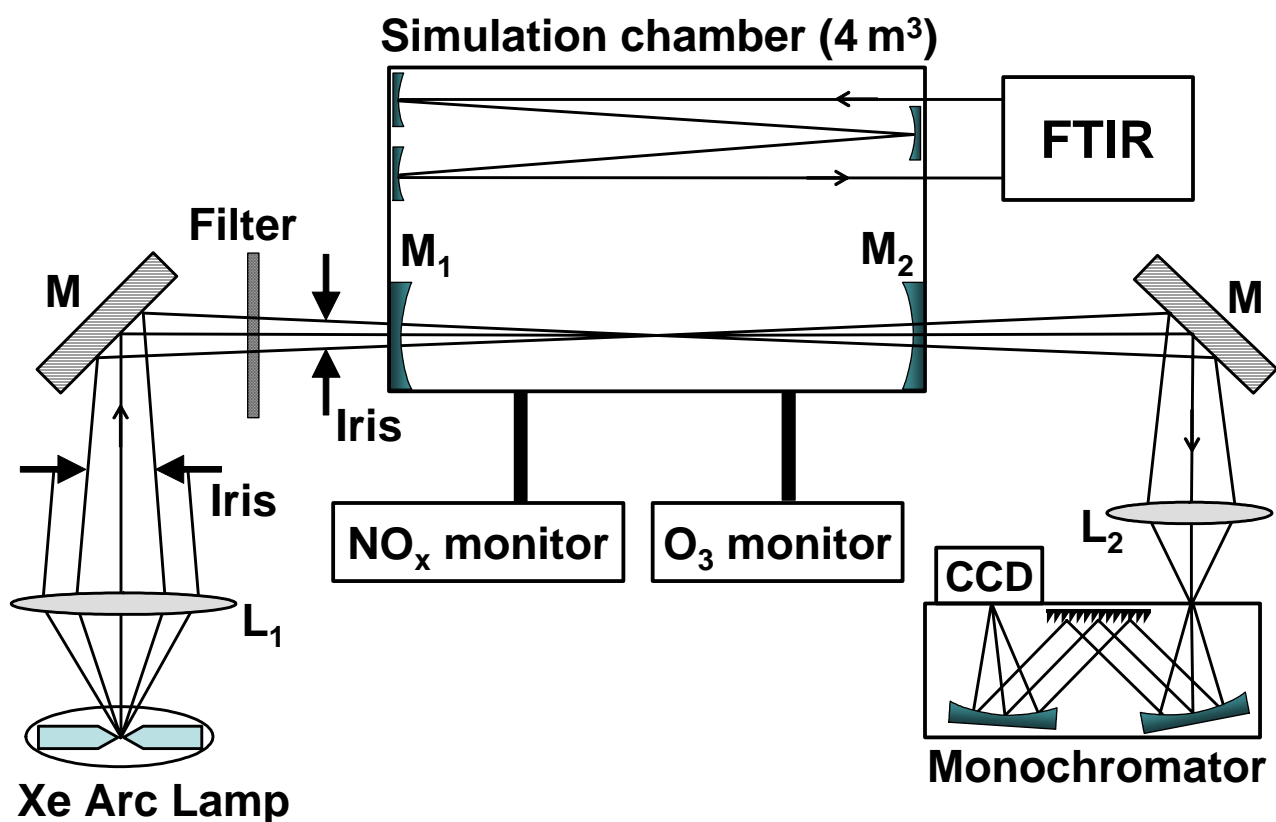 Simulation chamber (4 m³)
FTIR
Filter
M
M₁
M₂
M
Iris
Iris
NOₓ monitor
O₃ monitor
L₂
CCD
L₁
Monochromator
Xe Arc Lamp